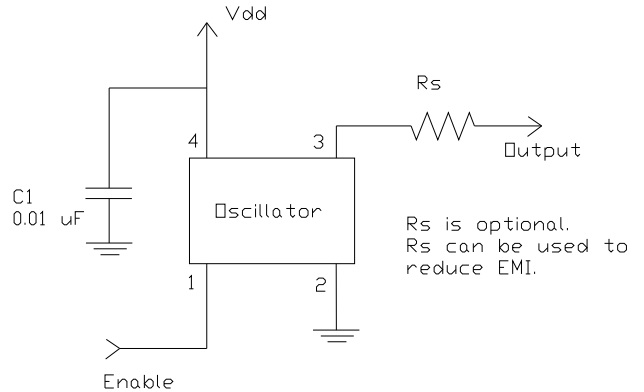 Vdd
Rs
4
3
Output
C1
0.01 uF
Oscillator
Rs is optional.
Rs can be used to
reduce EMI.
1
2
Enable